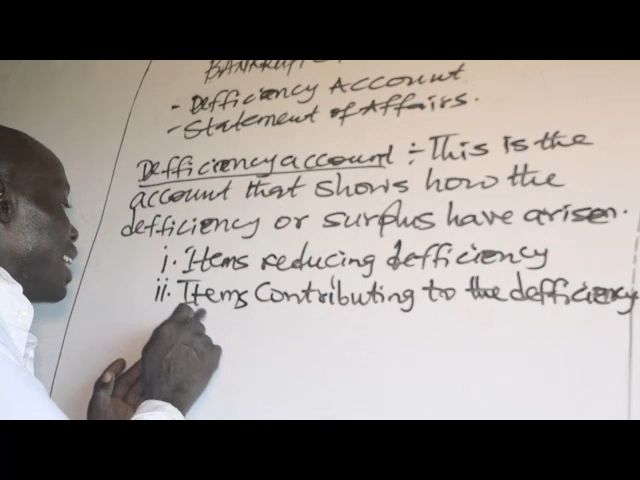 - Defficiency Account
- Statement of Affairs.
Defficiency account :- This is the
account that shows how the
defficiency or surplus have arisen.
i. Items reducing defficiency
ii. Items Contributing to the defficiency